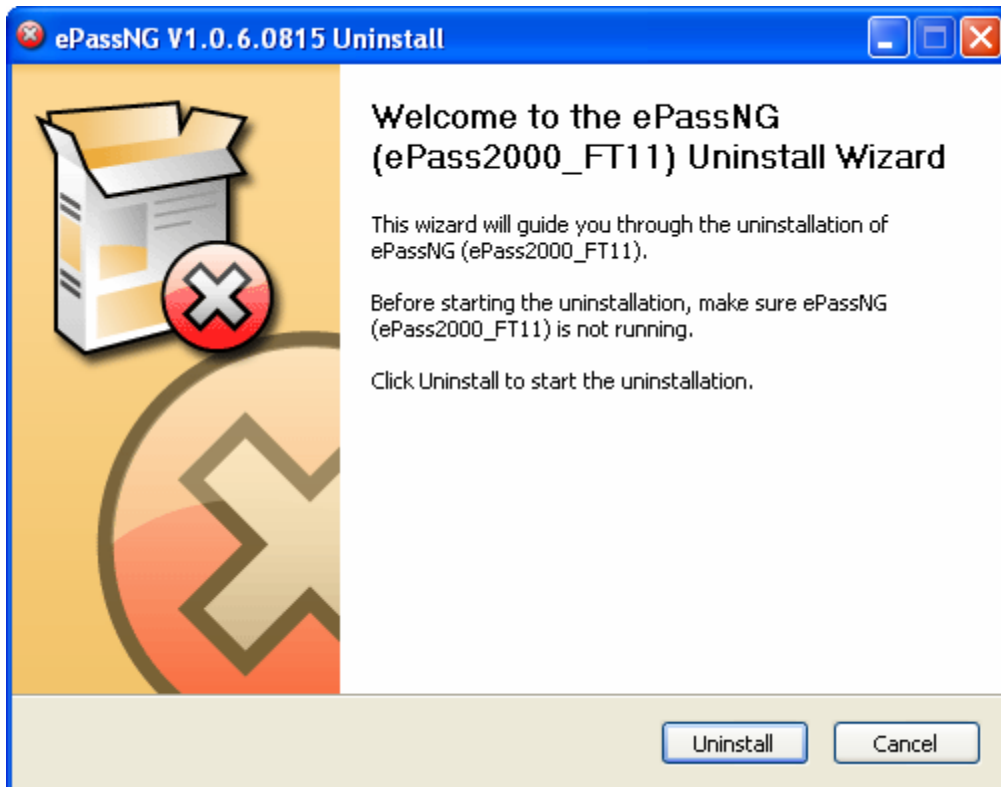 ePassNG V1.0.6.0815 Uninstall
Welcome to the ePassNG
(ePass2000_FT11) Uninstall Wizard
This wizard will guide you through the uninstallation of
ePassNG (ePass2000_FT11).
Before starting the uninstallation, make sure ePassNG
(ePass2000_FT11) is not running.
Click Uninstall to start the uninstallation.
Uninstall
Cancel